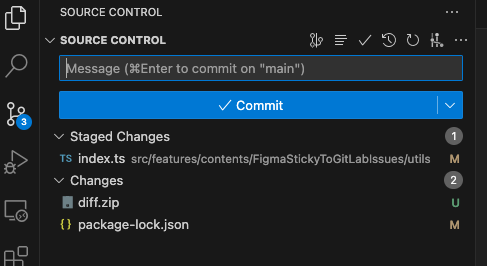 SOURCE CONTROL
SOURCE CONTROL
Message (⌘Enter to commit on "main")
Commit
3
Staged Changes 1
TS index.ts src/features/contents/FigmaStickyToGitLabIssues/utils M
Changes 2
diff.zip U
{} package-lock.json M